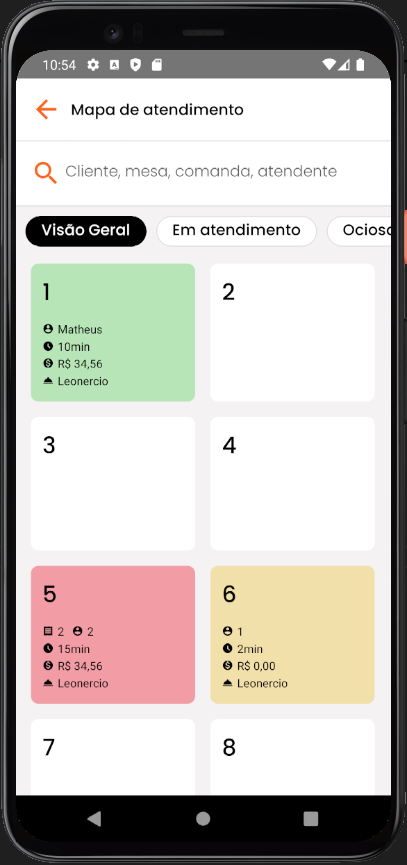 10:54
Mapa de atendimento
Cliente, mesa, comanda, atendente
Visão Geral
Em atendimento
1
Matheus
10min
R$ 34,56
Leonercio
2
3
4
5
2 2
15min
R$ 34,56
Leonercio
6
1
2min
R$ 0,00
Leonercio
7
8